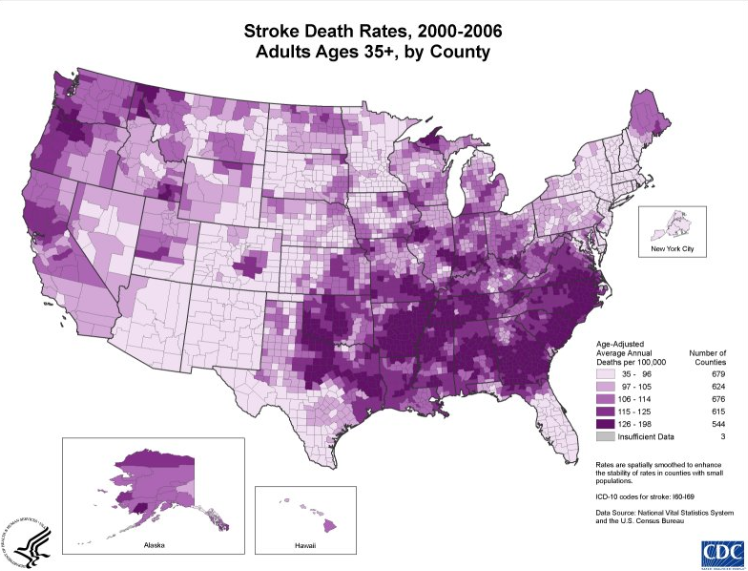 Stroke Death Rates, 2000-2006
Adults Ages 35+, by County
New York City
Age-Adjusted
Average Annual
Deaths per 100,000
Number of
Counties
35 - 96 679
97 - 105 624
106 - 114 676
115 - 125 615
126 - 198 544
Insufficient Data 3
Rates are spatially smoothed to enhance
the stability of rates in counties with small
populations.
ICD-10 codes for stroke: I60-I69
Data Source: National Vital Statistics System
and the U.S. Census Bureau
Alaska
Hawaii
CDC